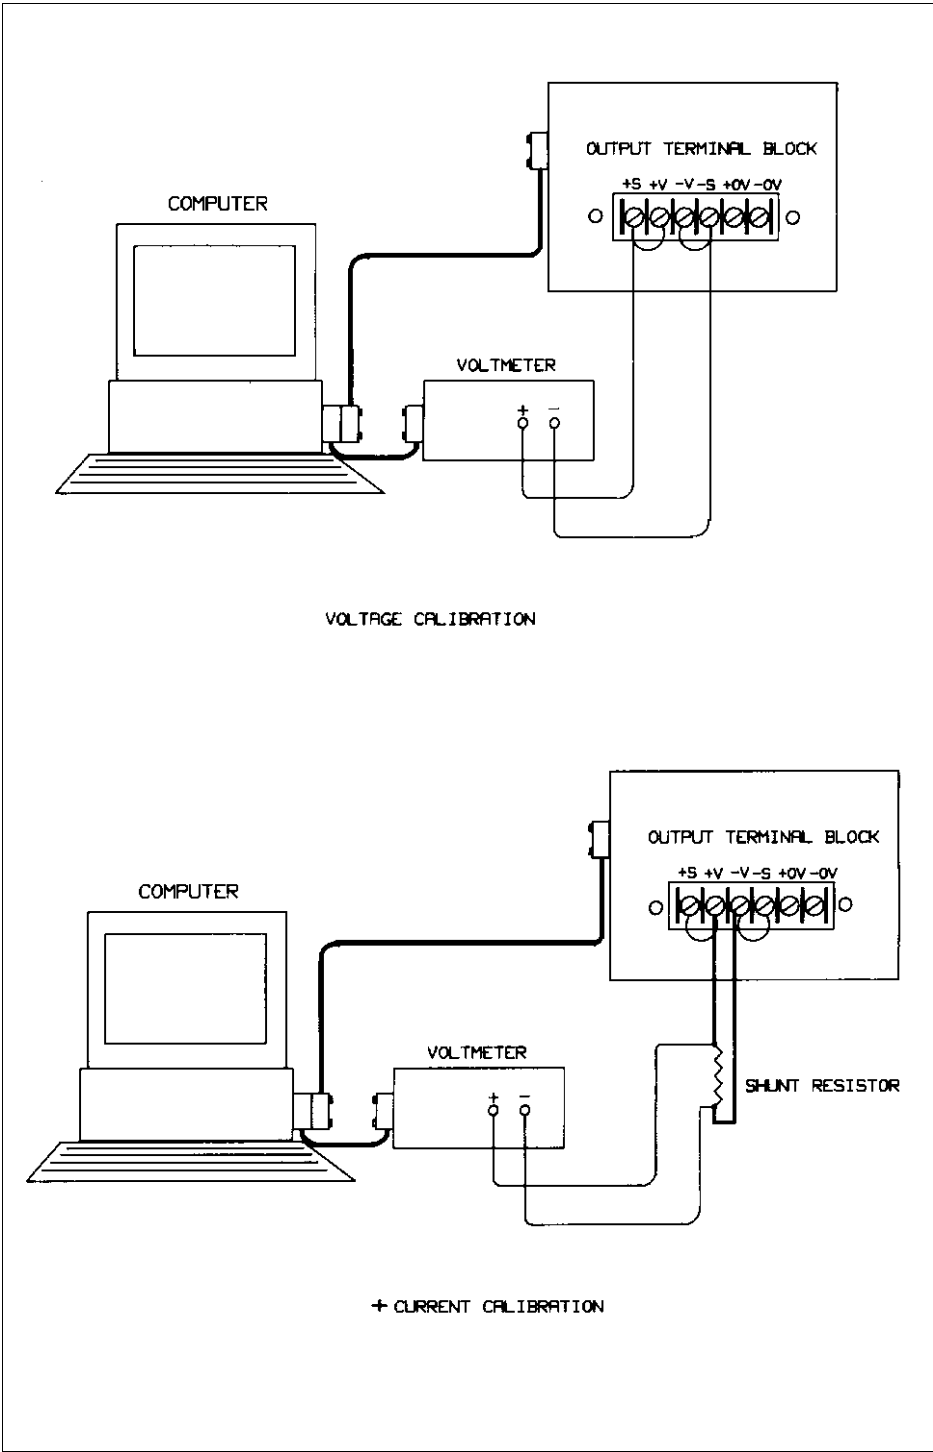 OUTPUT TERMINAL BLOCK
+S +V -V -S +OV -OV
COMPUTER
VOLTMETER
+ −
VOLTAGE CALIBRATION
OUTPUT TERMINAL BLOCK
+S +V -V -S +OV -OV
COMPUTER
VOLTMETER
+ −
SHUNT RESISTOR
+ CURRENT CALIBRATION